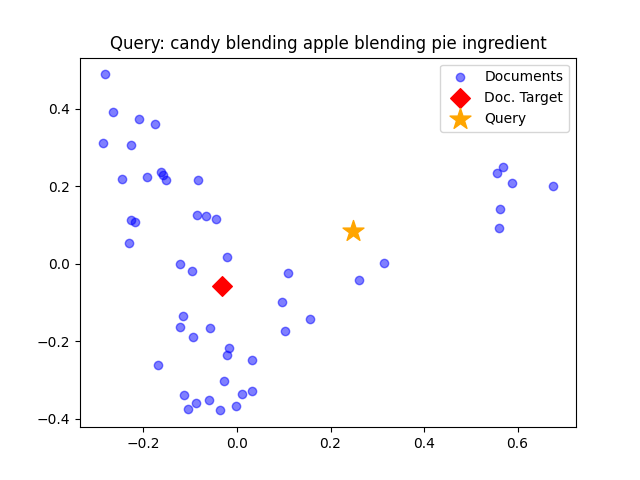 Query: candy blending apple blending pie ingredient
Documents
Doc. Target
Query
0.4
0.2
0.0
−0.2
−0.4
−0.2 0.0 0.2 0.4 0.6